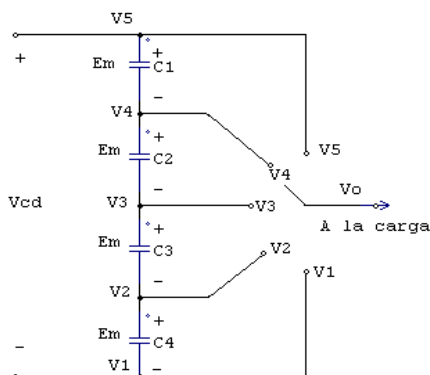 V5
+
+
Em
C1
V4
−
+
V5
Em
C2
V4
−
Vo
Vcd
V3
V3
+
A la carga
Em
C3
V2
V2
−
V1
+
Em
C4
−
V1
−